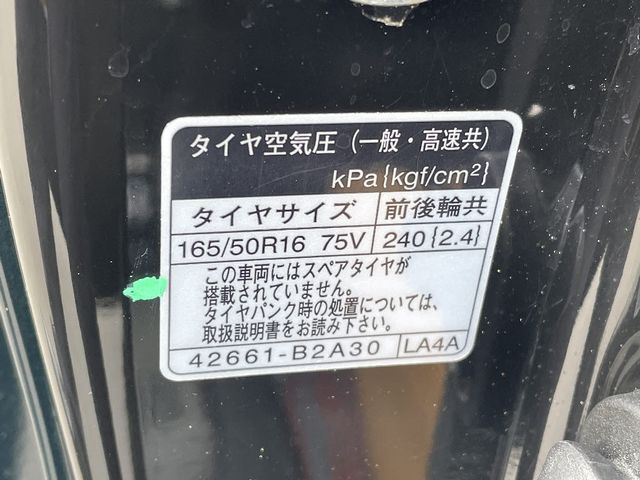 タイヤ空気圧 (一般・高速共)
kPa{kgf/cm²}
タイヤサイズ 前後輪共
165/50R16 75V 240{2.4}
この車両にはスペアタイヤが
搭載されていません。
タイヤパンク時の処置については、
取扱説明書をお読み下さい。
42661-B2A30 LA4A